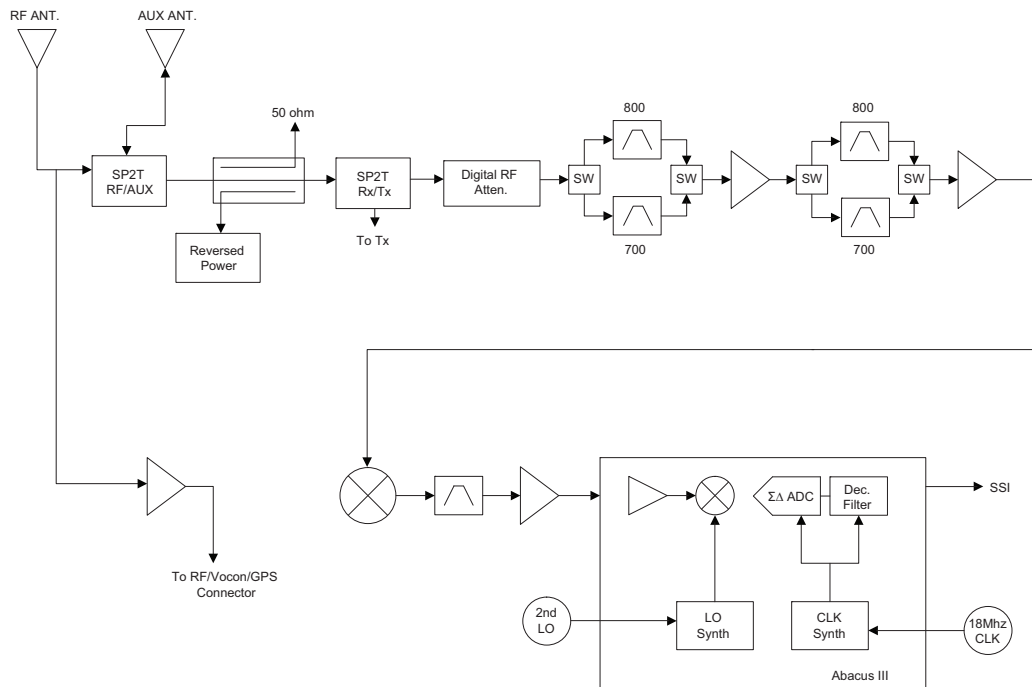 RF ANT.
AUX ANT.
50 ohm
800
800
SP2T
RF/AUX
SP2T
Rx/Tx
Digital RF
Atten.
SW
SW
SW
SW
To Tx
Reversed
Power
700
700
ΣΔ ADC
Dec.
Filter
SSI
To RF/Vocon/GPS
Connector
2nd
LO
LO
Synth
CLK
Synth
18Mhz
CLK
Abacus III